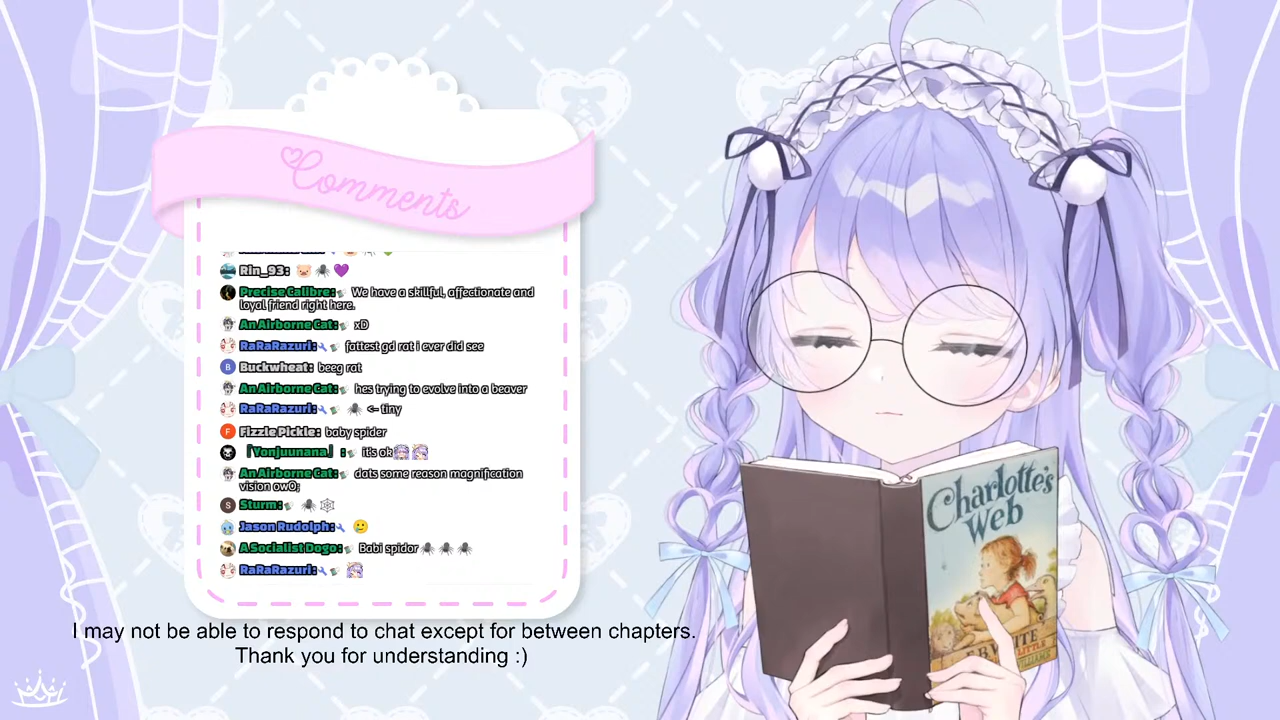 Comments
Rin_93: 🐷 🕷 💜
Precise Calibre: We have a skillful, affectionate and
loyal friend right here.
An Airborne Cat: xD
RaRaRazuri: fattest gd rat i ever did see
Buckwheat: beeg rat
An Airborne Cat: hes trying to evolve into a beaver
RaRaRazuri: 🕷 <- tiny
Fizzle Pickle: baby spider
『Yonjuunana』: it's ok
An Airborne Cat: dats some reason magnification
vision owO;
Sturm: 🕷 🕸
Jason Rudolph: 🥲
A Socialist Dogo: Babi spidor 🕷 🕷 🕷
RaRaRazuri:
I may not be able to respond to chat except for between chapters.
Thank you for understanding :)
Charlotte's
Web
WHITE